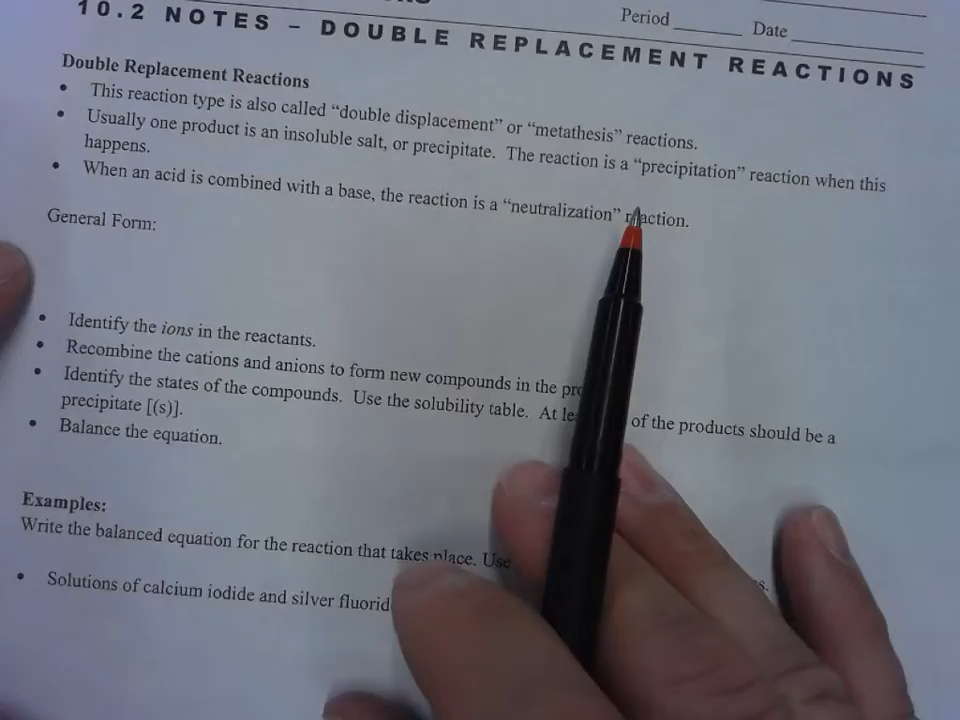 Period ______ Date ____________
10.2 NOTES – DOUBLE REPLACEMENT REACTIONS
Double Replacement Reactions
• This reaction type is also called “double displacement” or “metathesis” reactions.
• Usually one product is an insoluble salt, or precipitate. The reaction is a “precipitation” reaction when this
happens.
• When an acid is combined with a base, the reaction is a “neutralization” reaction.
General Form:
• Identify the ions in the reactants.
• Recombine the cations and anions to form new compounds in the
• Identify the states of the compounds. Use the solubility table. At of the products should be a
precipitate [(s)].
• Balance the equation.
Examples:
Write the balanced equation for the reaction that takes place. Use
• Solutions of calcium iodide and silver